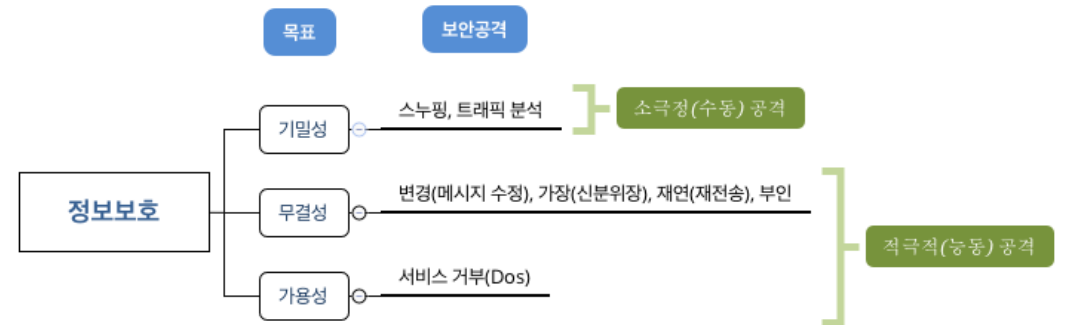 목표
보안공격
기밀성
스누핑, 트래픽 분석
소극정(수동) 공격
정보보호
무결성
변경(메시지 수정), 가장(신분위장), 재연(재전송), 부인
적극적(능동) 공격
가용성
서비스 거부(Dos)